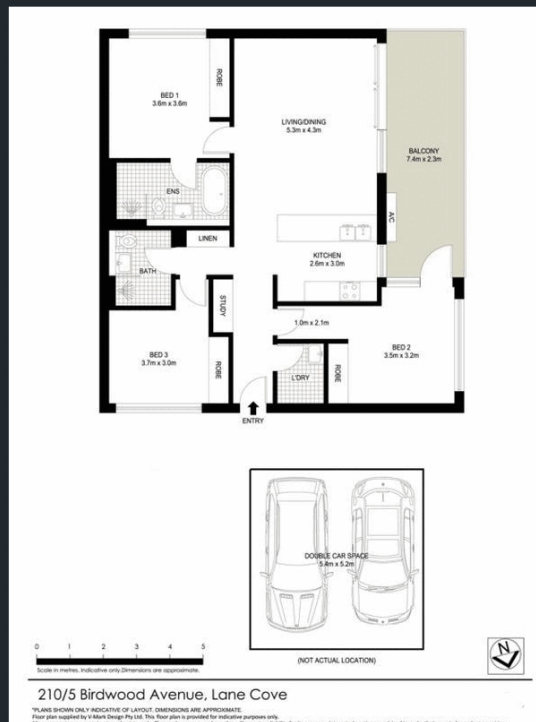 BED 1
3.6m x 3.6m
ROBE
LIVING/DINING
5.3m x 4.3m
BALCONY
7.4m x 2.3m
ENS
A/C
LINEN
KITCHEN
2.6m x 3.0m
BATH
STUDY
1.0m x 2.1m
BED 2
3.5m x 3.2m
BED 3
3.7m x 3.0m
ROBE
L'DRY
ROBE
ENTRY
DOUBLE CAR SPACE
5.4m x 5.2m
(NOT ACTUAL LOCATION)
0 1 2 3 4 5
Scale in metres. Indicative only. Dimensions are approximate.
N
210/5 Birdwood Avenue, Lane Cove
*PLANS SHOWN ONLY INDICATIVE OF LAYOUT. DIMENSIONS ARE APPROXIMATE.
Floor plan supplied by V-Mark Design Pty Ltd. This floor plan is provided for indicative purposes only.